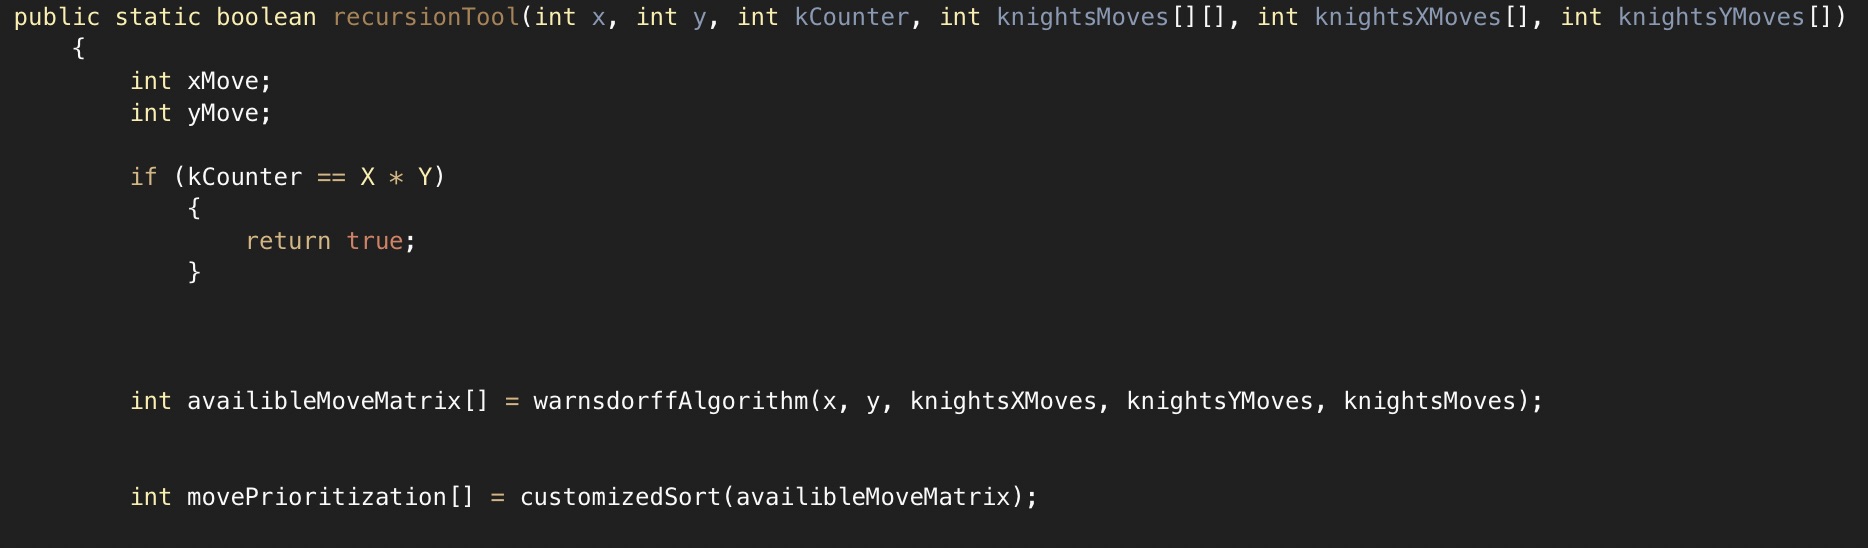 public static boolean recursionTool(int x, int y, int kCounter, int knightsMoves[][], int knightsXMoves[], int knightsYMoves[])
{
int xMove;
int yMove;
if (kCounter == X * Y)
{
return true;
}
int availibleMoveMatrix[] = warnsdorffAlgorithm(x, y, knightsXMoves, knightsYMoves, knightsMoves);
int movePrioritization[] = customizedSort(availibleMoveMatrix);